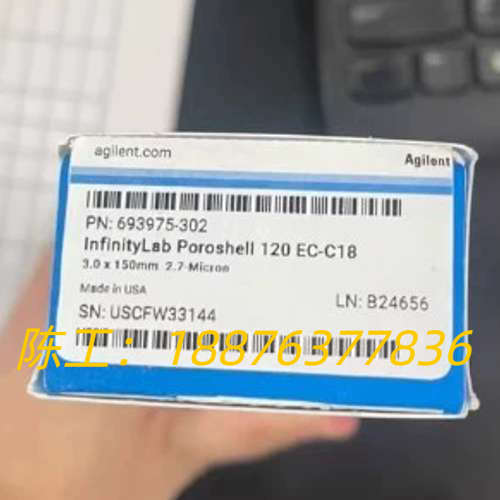 agilent.com
Agilent
PN: 693975-302
InfinityLab Poroshell 120 EC-C18
3.0 x 150mm 2.7-Micron
Made in USA
LN: B24656
SN: USCFW33144
陈工：18876377836